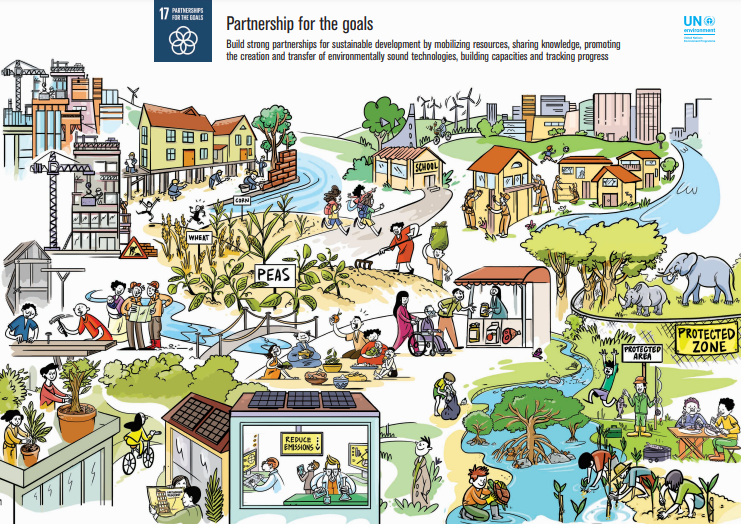 17 PARTNERSHIPS
FOR THE GOALS
Partnership for the goals
Build strong partnerships for sustainable development by mobilizing resources, sharing knowledge, promoting
the creation and transfer of environmentally sound technologies, building capacities and tracking progress
UN
environment
United Nations
Environment Programme
SCHOOL
CORN
WHEAT
PEAS
PROTECTED
ZONE
PROTECTED
AREA
REDUCE
EMISSIONS